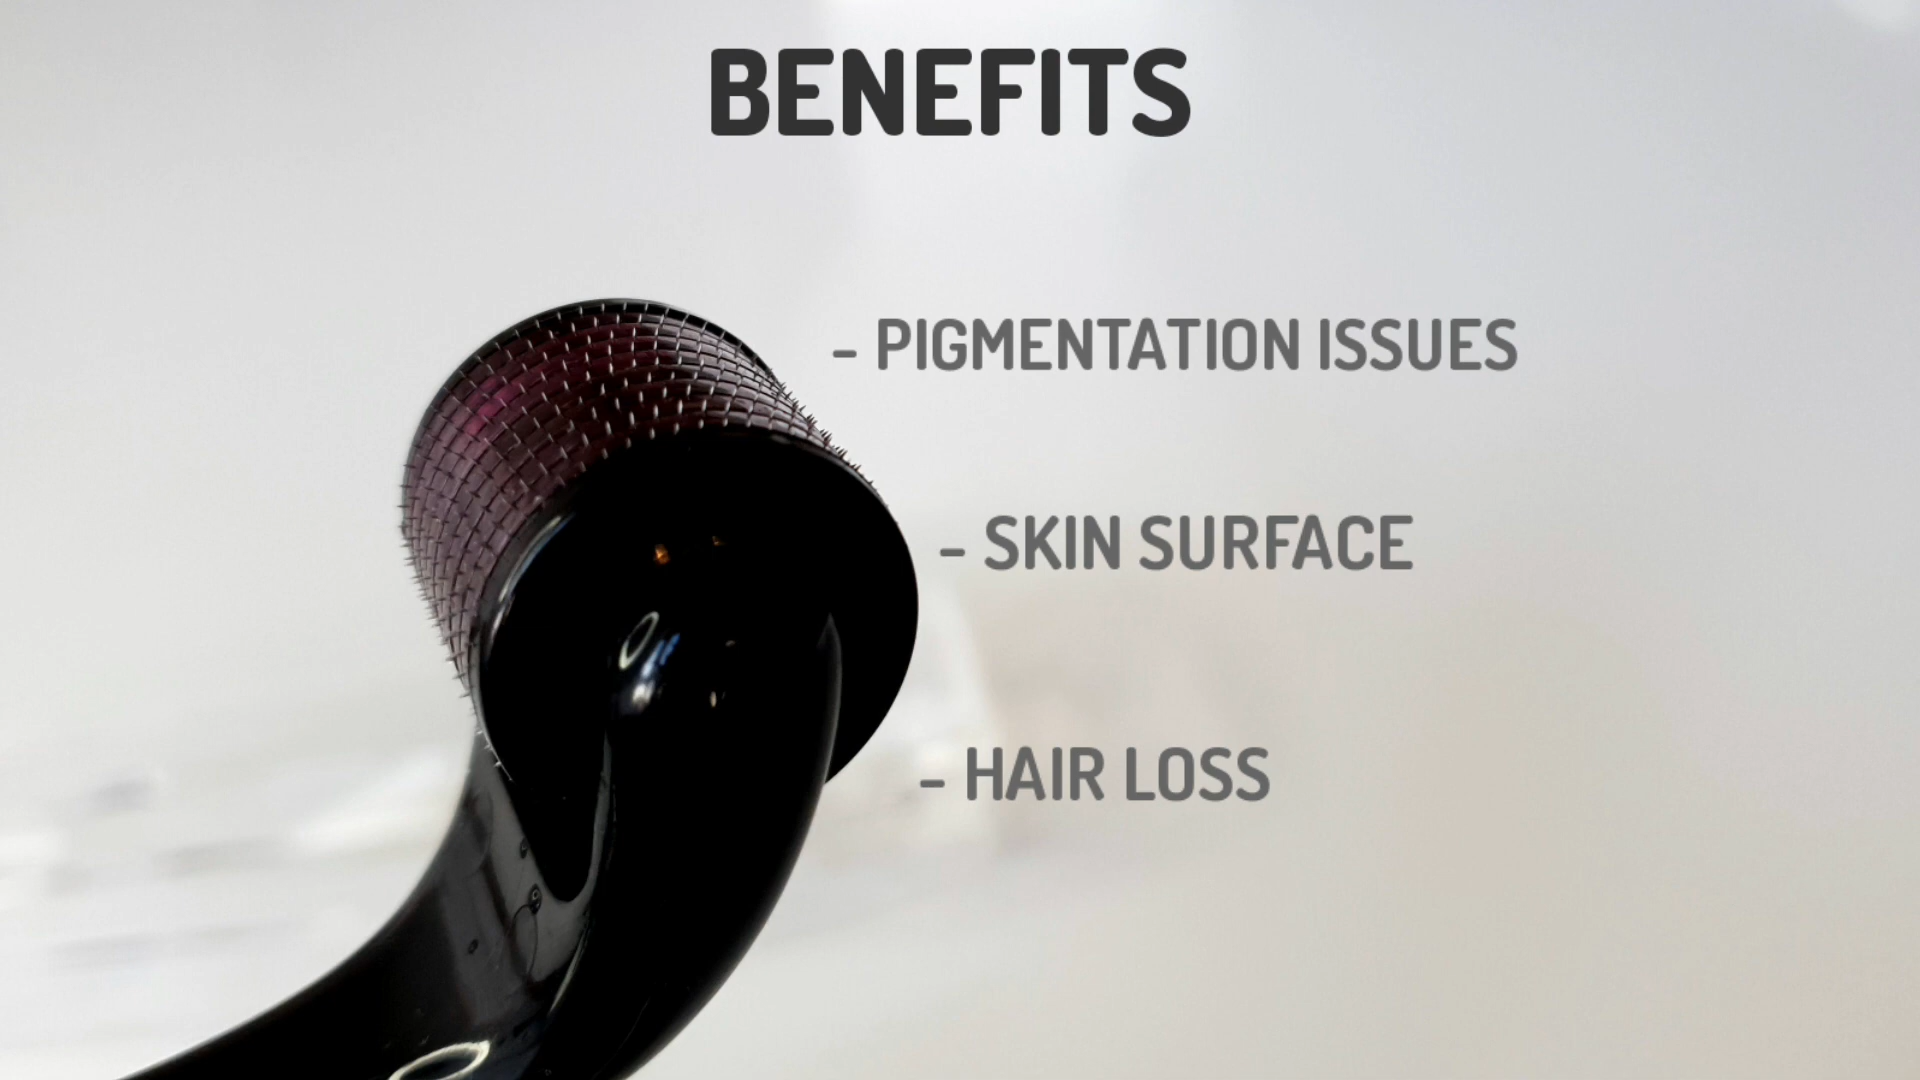 BENEFITS
- PIGMENTATION ISSUES
- SKIN SURFACE
- HAIR LOSS